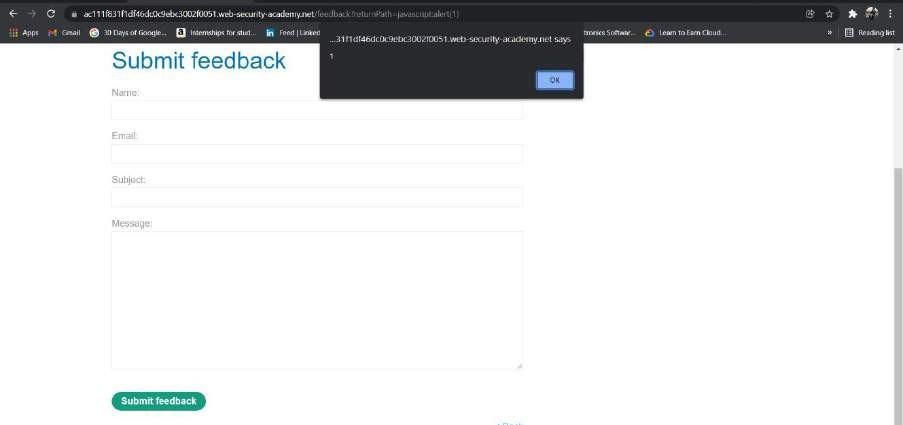 ac111f831f1df46dc0c9ebc3002f0051.web-security-academy.net/feedback?returnPath=javascript:alert(1)
Apps Gmail 30 Days of Google... Internships for stud... Feed | Linked tronics Softwar... Learn to Earn Cloud... » Reading list
...31f1df46dc0c9ebc3002f0051.web-security-academy.net says
1
OK
Submit feedback
Name:
Email:
Subject:
Message:
Submit feedback